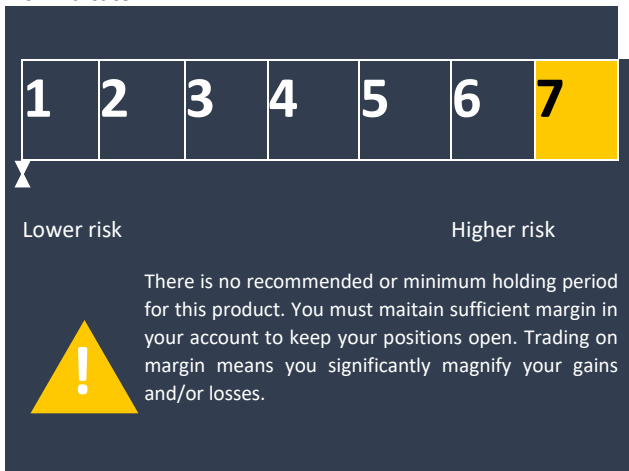 1 2 3 4 5 6 7
Lower risk Higher risk
There is no recommended or minimum holding period
for this product. You must maitain sufficient margin in
your account to keep your positions open. Trading on
margin means you significantly magnify your gains
and/or losses.
!